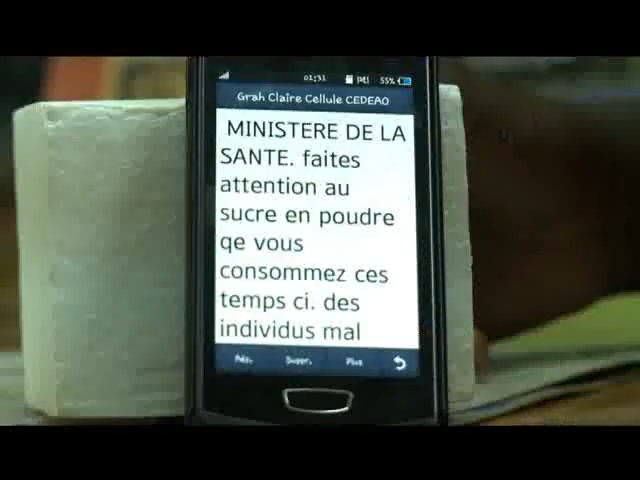 01:31 55%
Grah Claire Cellule CEDEAO
MINISTERE DE LA
SANTE. faites
attention au
sucre en poudre
qe vous
consommez ces
temps ci. des
individus mal
Rép. Suppr. Plus